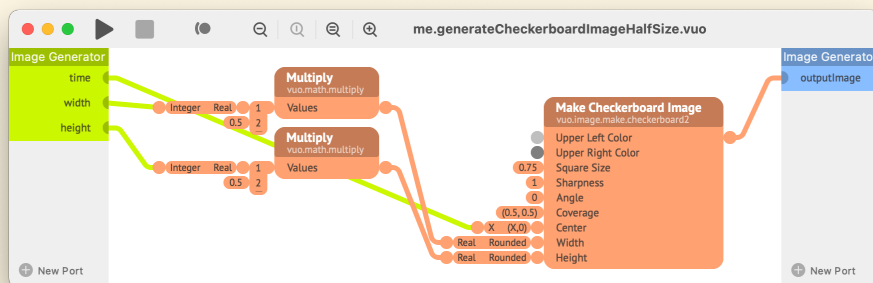 me.generateCheckerboardImageHalfSize.vuo
Image Generator
time
width
height
New Port
Multiply
vuo.math.multiply
Values
Integer Real 1
0.5 2
...
Multiply
vuo.math.multiply
Values
Integer Real 1
0.5 2
...
Make Checkerboard Image
vuo.image.make.checkerboard2
Upper Left Color
Upper Right Color
0.75 Square Size
1 Sharpness
0 Angle
(0.5, 0.5) Coverage
X (X,0) Center
Real Rounded Width
Real Rounded Height
Image Generato
outputImage
New Port